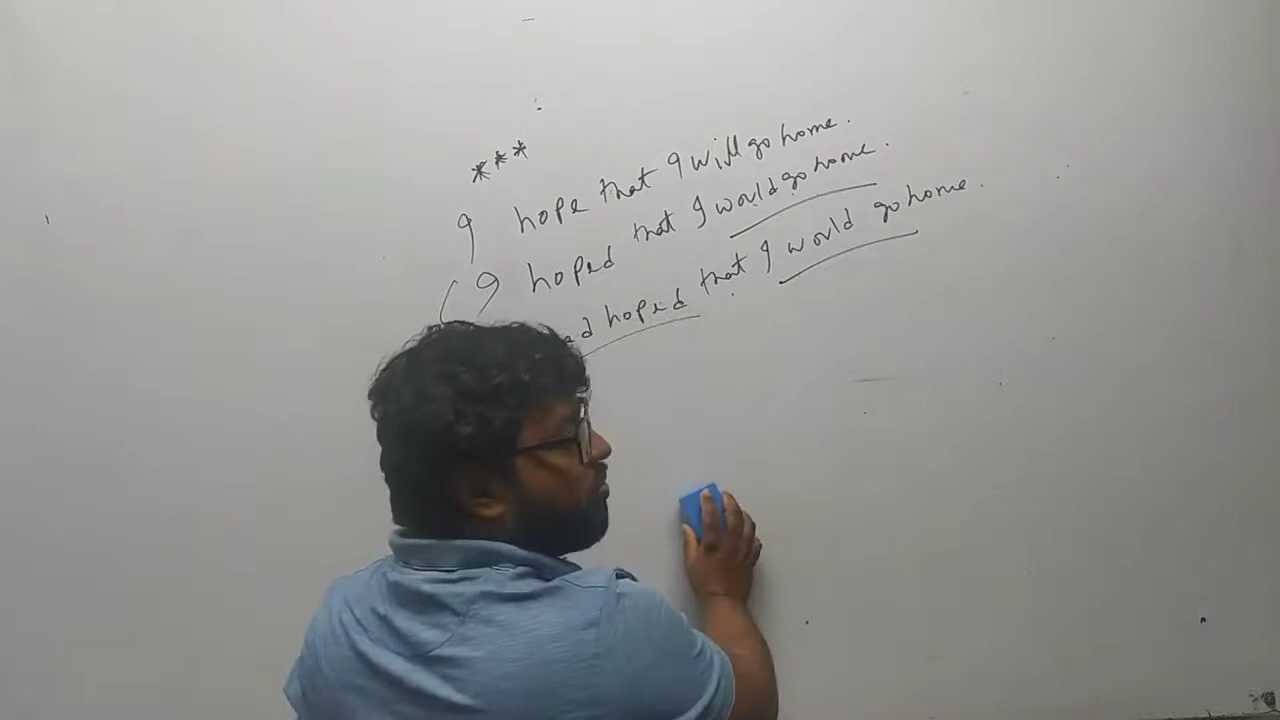 ***
I hope that I will go home.
(I hoped that I would go home.
hoped that I would go home.